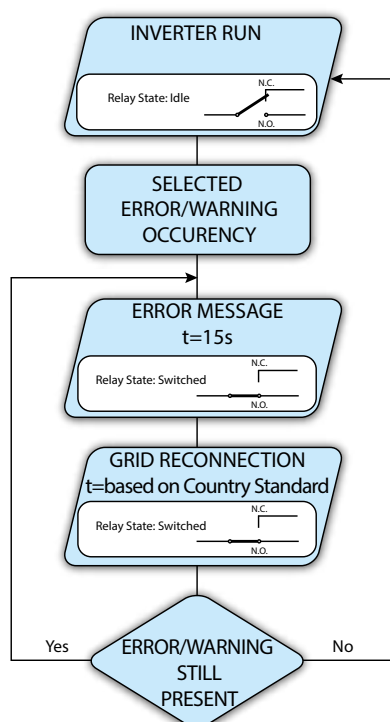 INVERTER RUN
N.C.
Relay State: Idle
N.O.
SELECTED
ERROR/WARNING
OCCURENCY
ERROR MESSAGE
t=15s
N.C.
Relay State: Switched
N.O.
GRID RECONNECTION
t=based on Country Standard
N.C.
Relay State: Switched
N.O.
Yes
ERROR/WARNING
STILL
PRESENT
No